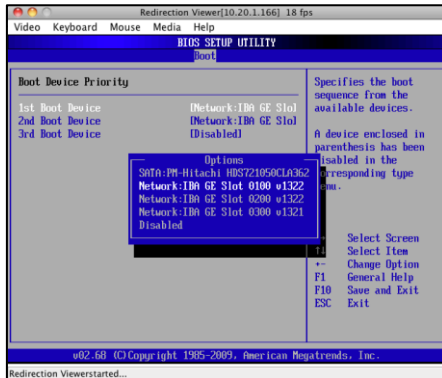 Redirection Viewer[10.20.1.166] 18 fps
Video Keyboard Mouse Media Help
BIOS SETUP UTILITY
Boot
Boot Device Priority
1st Boot Device [Network:IBA GE Slo]
2nd Boot Device [Network:IBA GE Slo]
3rd Boot Device [Disabled]
Options
SATA:PM-Hitachi HDS721050CLA362
Network:IBA GE Slot 0100 v1322
Network:IBA GE Slot 0200 v1322
Network:IBA GE Slot 0300 v1321
Disabled
Specifies the boot
sequence from the
available devices.
A device enclosed in
parenthesis has been
isabled in the
orresponding type
enu.
Select Screen
↑↓ Select Item
+- Change Option
F1 General Help
F10 Save and Exit
ESC Exit
v02.68 (C)Copyright 1985-2009, American Megatrends, Inc.
Redirection Viewerstarted...